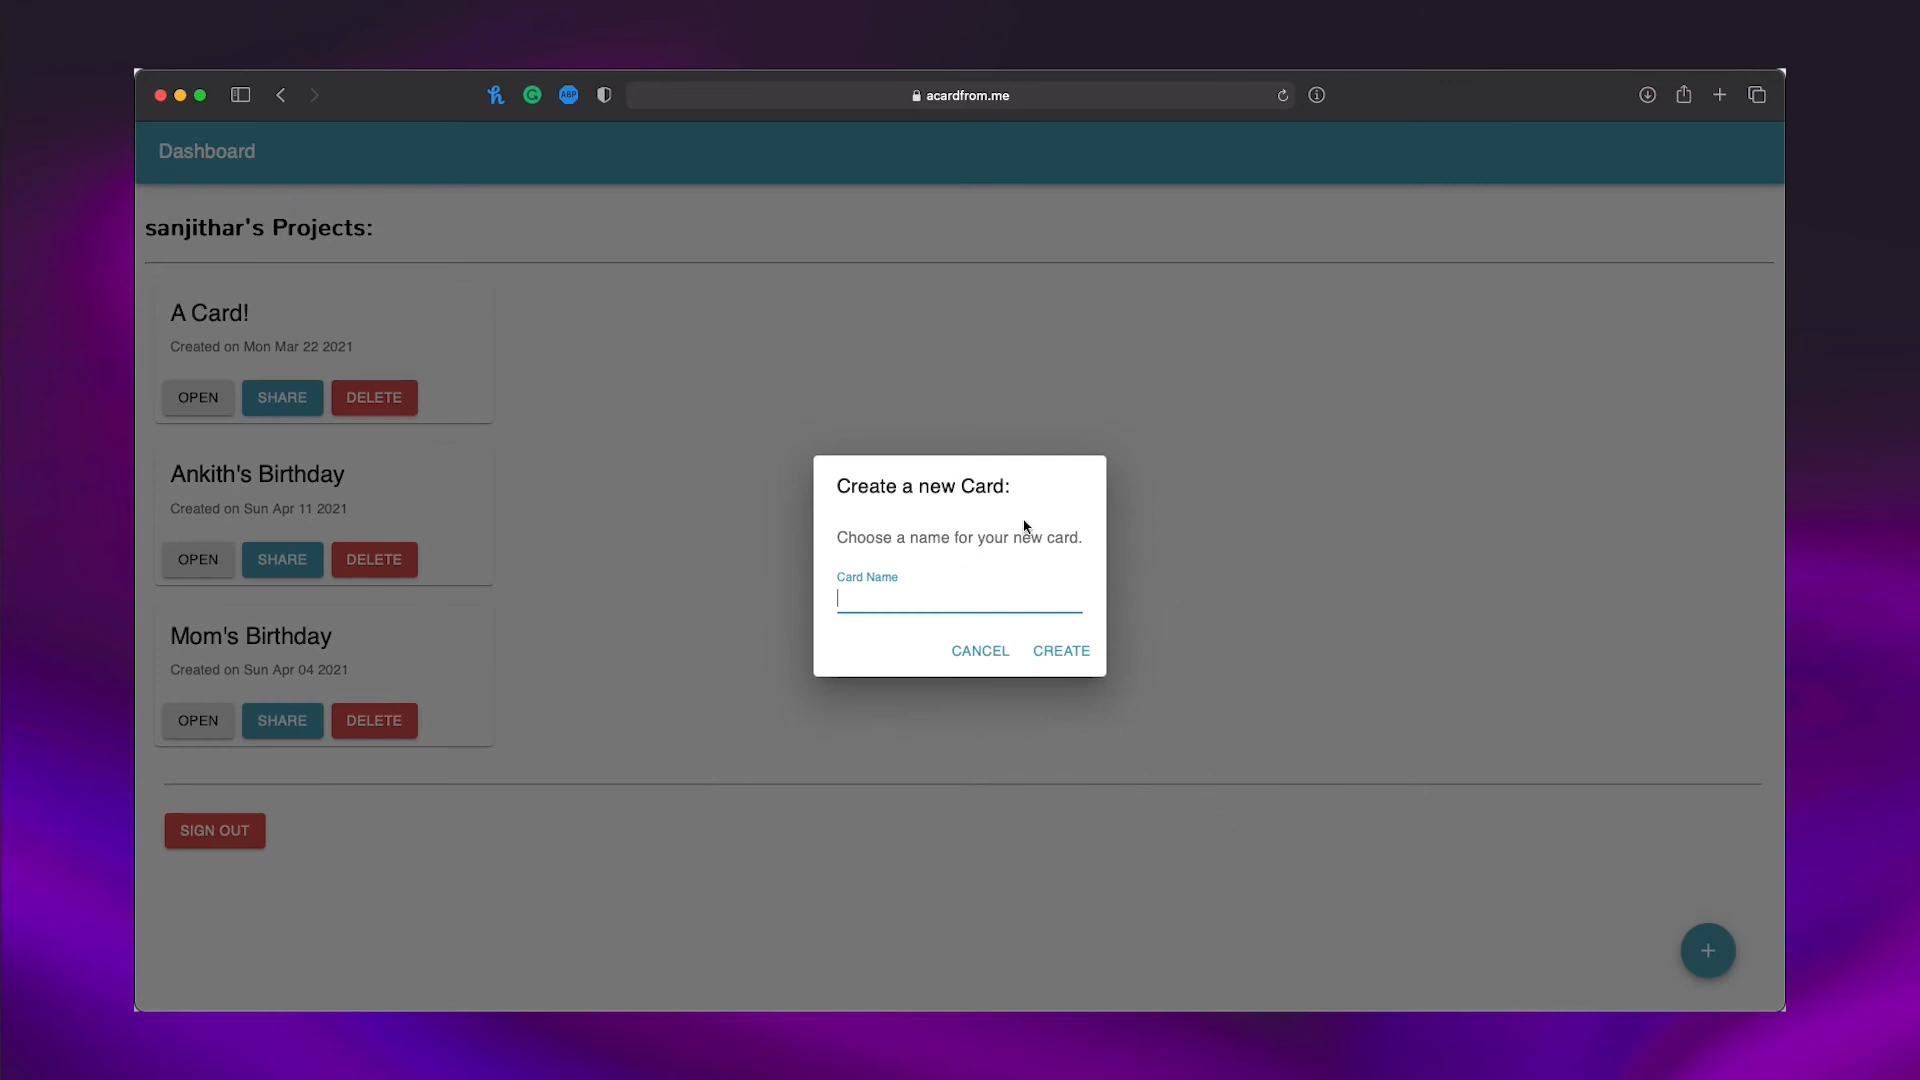 ABP
acardfrom.me
Dashboard
sanjithar's Projects:
A Card!
Created on Mon Mar 22 2021
OPEN SHARE DELETE
Ankith's Birthday
Created on Sun Apr 11 2021
OPEN SHARE DELETE
Mom's Birthday
Created on Sun Apr 04 2021
OPEN SHARE DELETE
SIGN OUT
Create a new Card:
Choose a name for your new card.
Card Name
CANCEL CREATE